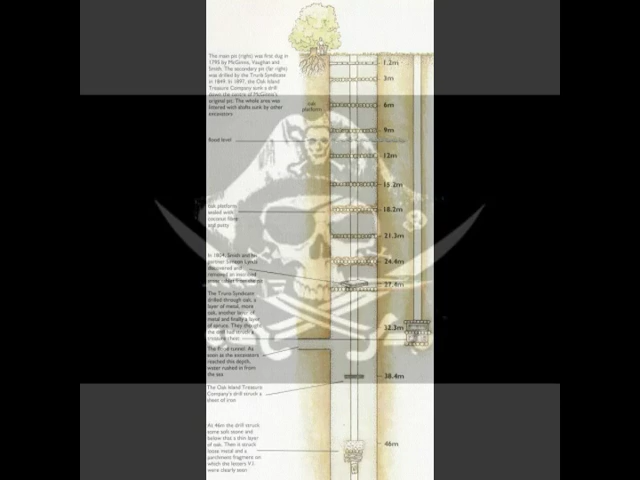 The main pit (right) was first dug in
1795 by McGinnis, Vaughan and
Smith. The secondary pit (far right)
was drilled by the Truro Syndicate
in 1849. In 1897, the Oak Island
Treasure Company sunk a drill
down the centre of McGinnis's
original pit. The whole area was
littered with shafts sunk by other
excavators
oak
platform
Flood level
Oak platform
sealed with
coconut fibre
and putty
In 1804, Smith and his
partner Simeon Lynds
discovered and
removed an inscribed
stone
The Truro Syndicate
drilled through oak, a
layer of metal, more
oak, another layer of
metal and finally a layer
of spruce. They thought
the drill had struck a
treasure chest
The flood tunnel. As
soon as the excavators
reached this depth,
water rushed in from
the sea
The Oak Island Treasure
Company's drill struck a
sheet of iron
At 46m the drill struck
some soft stone and
below that a thin layer
of oak. Then it struck
loose metal and a
parchment fragment on
which the letters
were clearly seen
1.2m
3m
6m
9m
12m
15.2m
18.2m
21.3m
24.4m
27.4m
32.3m
38.4m
46m